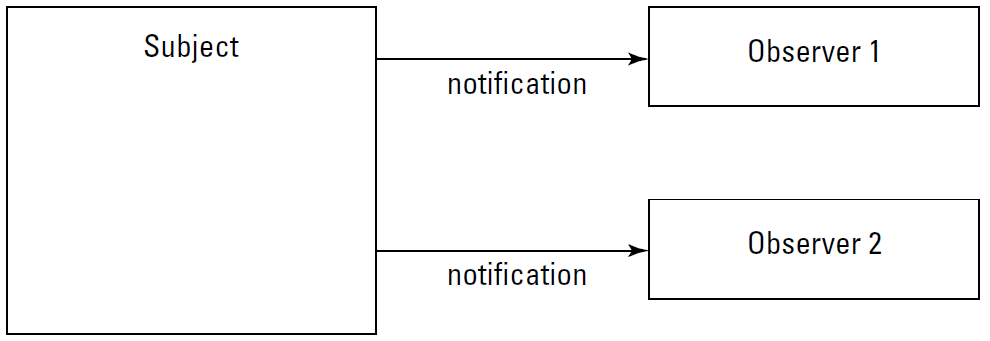 Subject
Observer 1
notification
Observer 2
notification